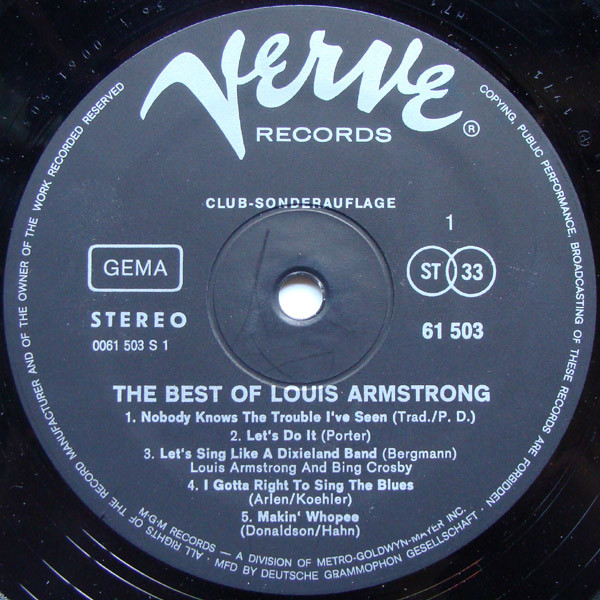 Verve
RECORDS ®
CLUB-SONDERAUFLAGE
1
GEMA
ST 33
STEREO
0061 503 S 1
61 503
THE BEST OF LOUIS ARMSTRONG
1. Nobody Knows The Trouble I've Seen (Trad./P. D.)
2. Let's Do It (Porter)
3. Let's Sing Like A Dixieland Band (Bergmann)
Louis Armstrong And Bing Crosby
4. I Gotta Right To Sing The Blues
(Arlen/Koehler)
5. Makin' Whopee
(Donaldson/Hahn)
M-G-M RECORDS — A DIVISION OF METRO-GOLDWYN-MAYER INC.
ALL RIGHTS OF THE RECORD MANUFACTURER AND OF THE OWNER OF THE WORK RECORDED RESERVED
COPYING, PUBLIC PERFORMANCE, BROADCASTING OF THESE RECORDS ARE FORBIDDEN
· MFD BY DEUTSCHE GRAMMOPHON GESELLSCHAFT ·